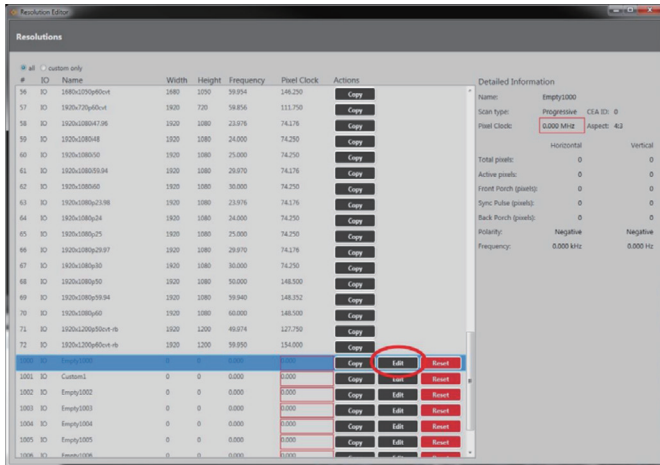 Resolution Editor
Resolutions
all custom only
# IO Name Width Height Frequency Pixel Clock Actions
56 IO 1680x1050p60cvt 1680 1050 59.954 146.250 Copy
57 IO 1920x720p60cvt 1920 720 59.856 111.750 Copy
58 IO 1920x1080i47.96 1920 1080 23.976 74.176 Copy
59 IO 1920x1080i48 1920 1080 24.000 74.250 Copy
60 IO 1920x1080i50 1920 1080 25.000 74.250 Copy
61 IO 1920x1080i59.94 1920 1080 29.970 74.176 Copy
62 IO 1920x1080i60 1920 1080 30.000 74.250 Copy
63 IO 1920x1080p23.98 1920 1080 23.976 74.176 Copy
64 IO 1920x1080p24 1920 1080 24.000 74.250 Copy
65 IO 1920x1080p25 1920 1080 25.000 74.250 Copy
66 IO 1920x1080p29.97 1920 1080 29.970 74.176 Copy
67 IO 1920x1080p30 1920 1080 30.000 74.250 Copy
68 IO 1920x1080p50 1920 1080 50.000 148.500 Copy
69 IO 1920x1080p59.94 1920 1080 59.940 148.352 Copy
70 IO 1920x1080p60 1920 1080 60.000 148.500 Copy
71 IO 1920x1200p50cvt-rb 1920 1200 49.974 127.750 Copy
72 IO 1920x1200p60cvt-rb 1920 1200 59.950 154.000 Copy
1000 IO Empty1000 0 0 0.000 0.000 Copy Edit Reset
1001 IO Custom1 0 0 0.000 0.000 Copy Edit Reset
1002 IO Empty1002 0 0 0.000 0.000 Copy Edit Reset
1003 IO Empty1003 0 0 0.000 0.000 Copy Edit Reset
1004 IO Empty1004 0 0 0.000 0.000 Copy Edit Reset
1005 IO Empty1005 0 0 0.000 0.000 Copy Edit Reset
1006 IO Empty1006 0 0 0.000 0.000
Detailed Information
Name: Empty1000
Scan type: Progressive CEA ID: 0
Pixel Clock: 0.000 MHz Aspect: 4:3
Horizontal Vertical
Total pixels: 0 0
Active pixels: 0 0
Front Porch (pixels): 0 0
Sync Pulse (pixels): 0 0
Back Porch (pixels): 0 0
Polarity: Negative Negative
Frequency: 0.000 kHz 0.000 Hz